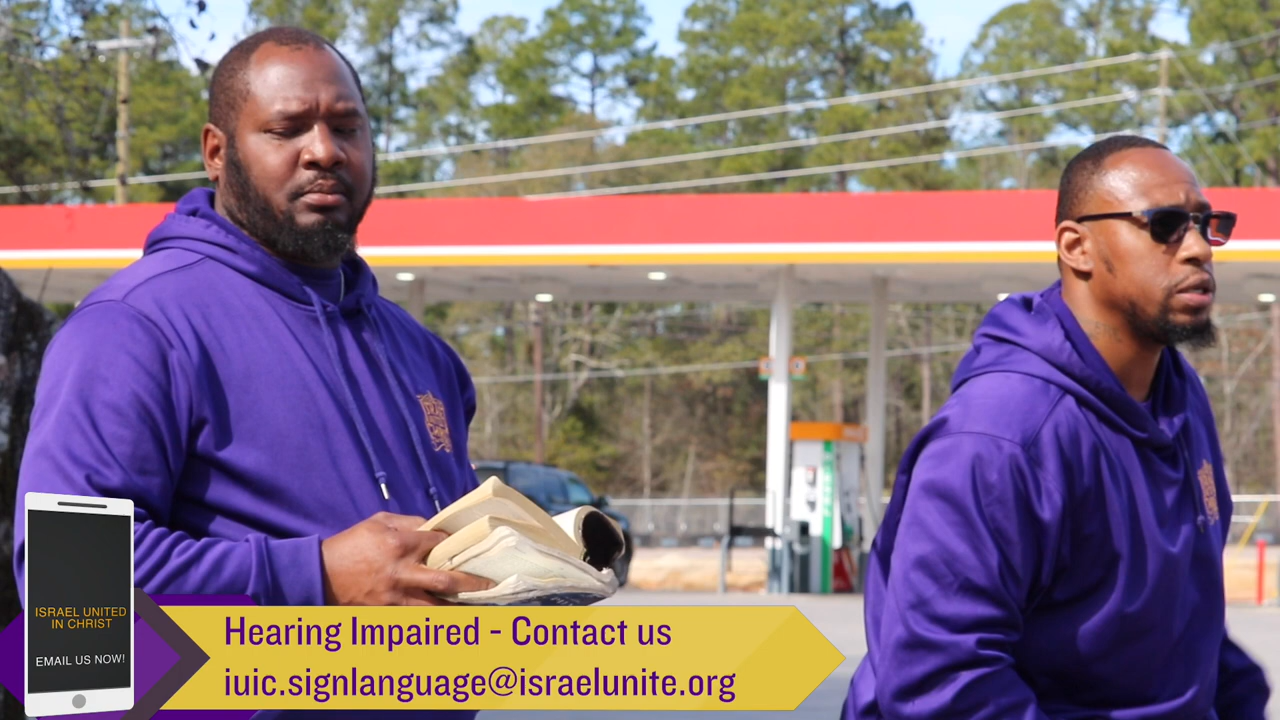 ISRAEL UNITED
IN CHRIST
EMAIL US NOW!
Hearing Impaired - Contact us
iuic.signlanguage@israelunite.org